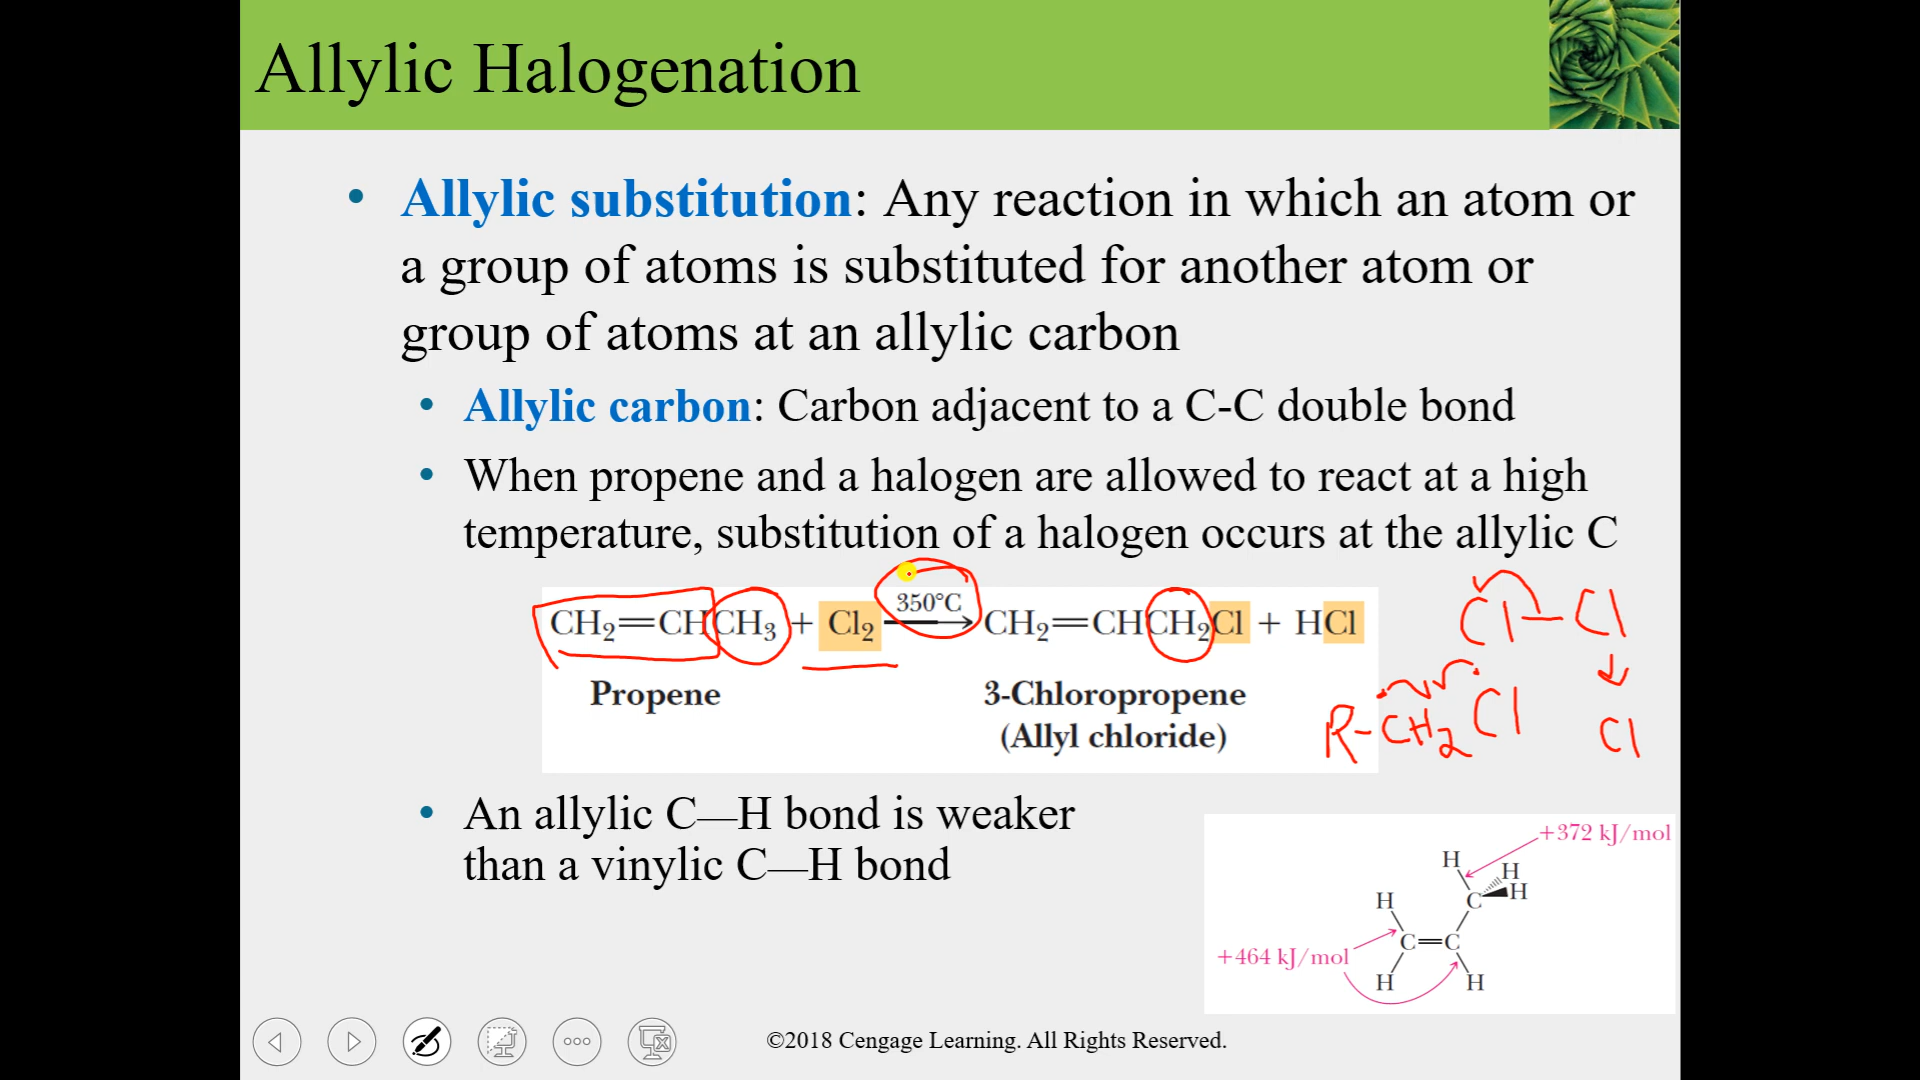 Allylic Halogenation
• Allylic substitution: Any reaction in which an atom or
a group of atoms is substituted for another atom or
group of atoms at an allylic carbon
• Allylic carbon: Carbon adjacent to a C-C double bond
• When propene and a halogen are allowed to react at a high
temperature, substitution of a halogen occurs at the allylic C
CH₂=CHCH₃ + Cl₂ 350°C → CH₂=CHCH₂Cl + HCl
Propene
3-Chloropropene
(Allyl chloride)
Cl—Cl
↓
R-CH₂ Cl
Cl
• An allylic C—H bond is weaker
than a vinylic C—H bond
+372 kJ/mol
H
H
H
H
C
C=C
+464 kJ/mol
H
H
©2018 Cengage Learning. All Rights Reserved.